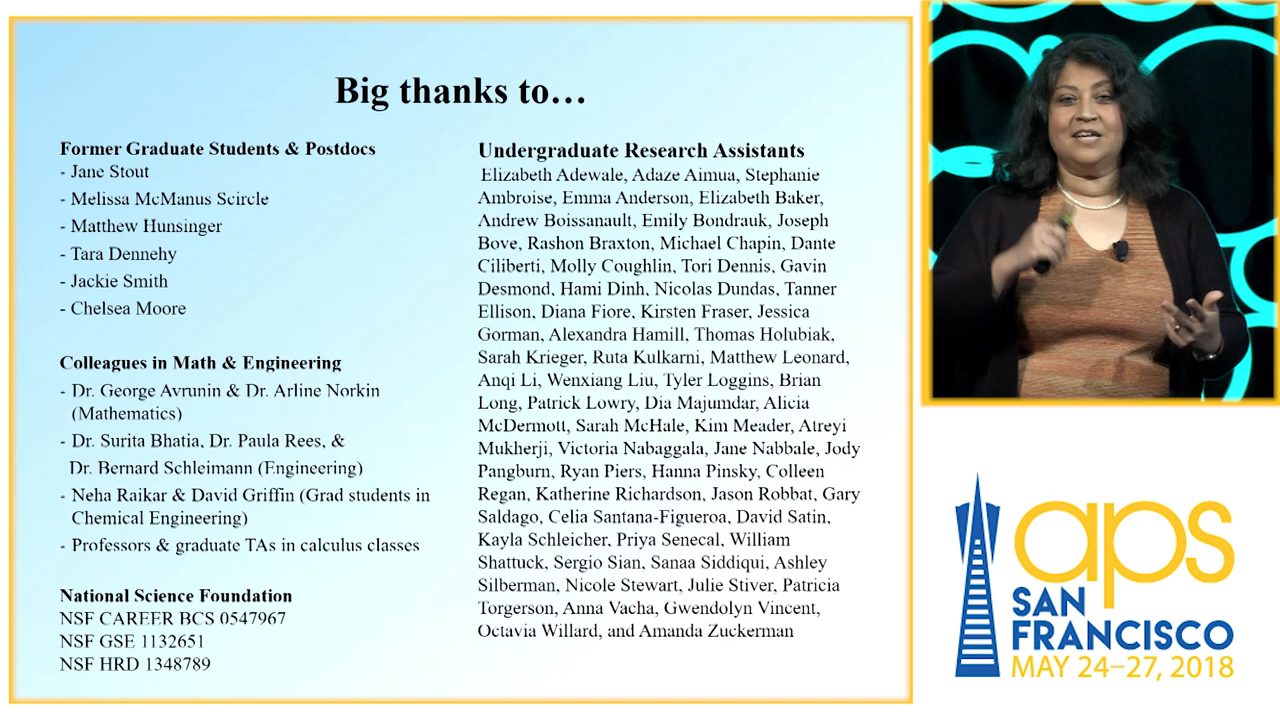 Big thanks to…
Former Graduate Students & Postdocs
- Jane Stout
- Melissa McManus Scircle
- Matthew Hunsinger
- Tara Dennehy
- Jackie Smith
- Chelsea Moore
Colleagues in Math & Engineering
- Dr. George Avrunin & Dr. Arline Norkin
(Mathematics)
- Dr. Surita Bhatia, Dr. Paula Rees, &
Dr. Bernard Schleimann (Engineering)
- Neha Raikar & David Griffin (Grad students in
Chemical Engineering)
- Professors & graduate TAs in calculus classes
National Science Foundation
NSF CAREER BCS 0547967
NSF GSE 1132651
NSF HRD 1348789
Undergraduate Research Assistants
Elizabeth Adewale, Adaze Aimua, Stephanie
Ambroise, Emma Anderson, Elizabeth Baker,
Andrew Boissanault, Emily Bondrauk, Joseph
Bove, Rashon Braxton, Michael Chapin, Dante
Ciliberti, Molly Coughlin, Tori Dennis, Gavin
Desmond, Hami Dinh, Nicolas Dundas, Tanner
Ellison, Diana Fiore, Kirsten Fraser, Jessica
Gorman, Alexandra Hamill, Thomas Holubiak,
Sarah Krieger, Ruta Kulkarni, Matthew Leonard,
Anqi Li, Wenxiang Liu, Tyler Loggins, Brian
Long, Patrick Lowry, Dia Majumdar, Alicia
McDermott, Sarah McHale, Kim Meader, Atreyi
Mukherji, Victoria Nabaggala, Jane Nabbale, Jody
Pangburn, Ryan Piers, Hanna Pinsky, Colleen
Regan, Katherine Richardson, Jason Robbat, Gary
Saldago, Celia Santana-Figueroa, David Satin,
Kayla Schleicher, Priya Senecal, William
Shattuck, Sergio Sian, Sanaa Siddiqui, Ashley
Silberman, Nicole Stewart, Julie Stiver, Patricia
Torgerson, Anna Vacha, Gwendolyn Vincent,
Octavia Willard, and Amanda Zuckerman
aps
SAN
FRANCISCO
MAY 24–27, 2018